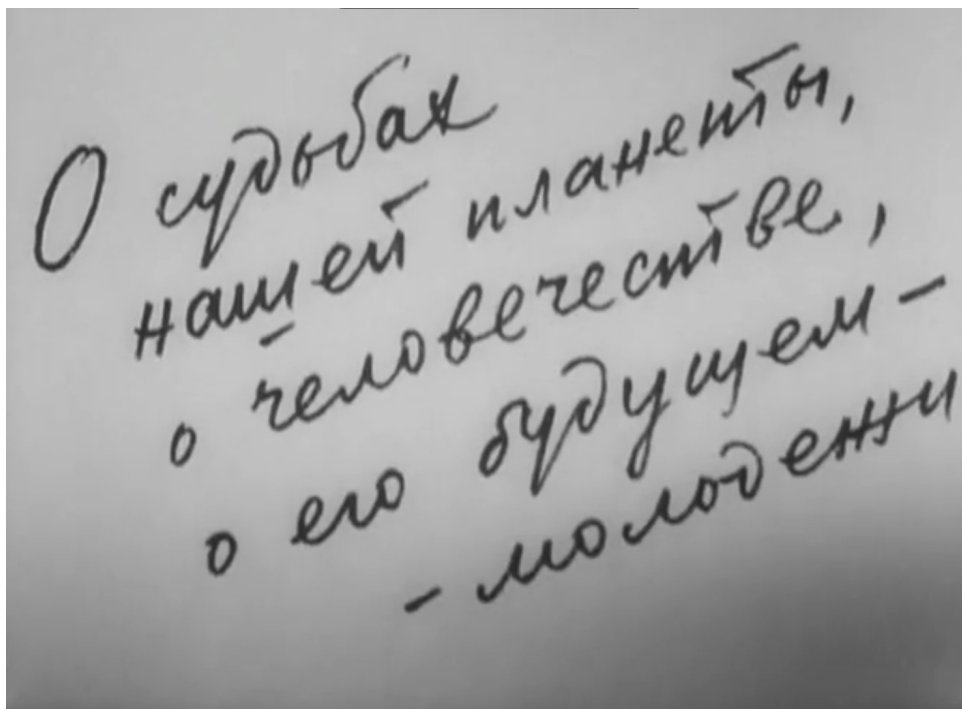 О судьбах
нашей планеты,
о человечестве,
о его будущем –
- молодежи